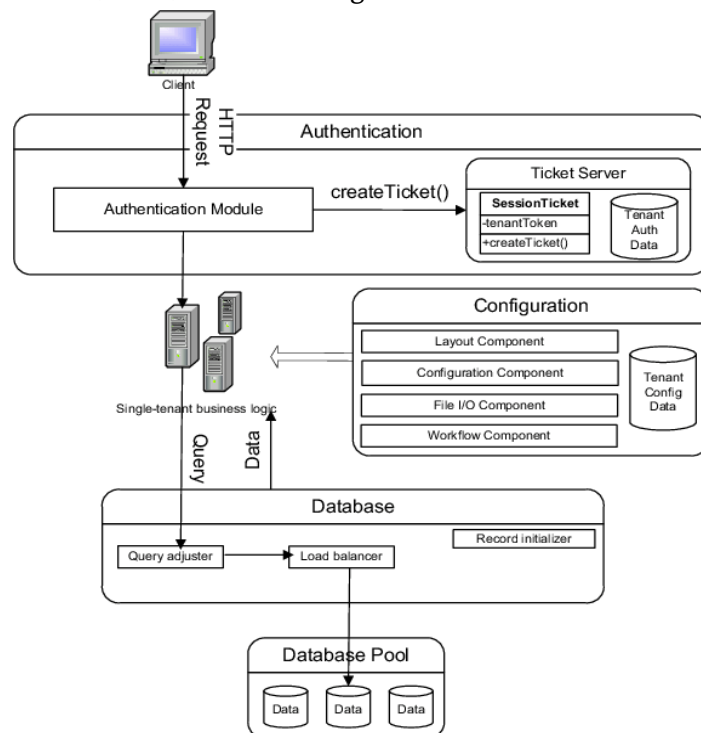 Client
HTTP
Request
Authentication
Authentication Module
createTicket()
Ticket Server
SessionTicket
-tenantToken
+createTicket()
Tenant
Auth
Data
Configuration
Layout Component
Configuration Component
File I/O Component
Workflow Component
Tenant
Config
Data
Single-tenant business logic
Query
Data
Database
Record initializer
Query adjuster
Load balancer
Database Pool
Data
Data
Data